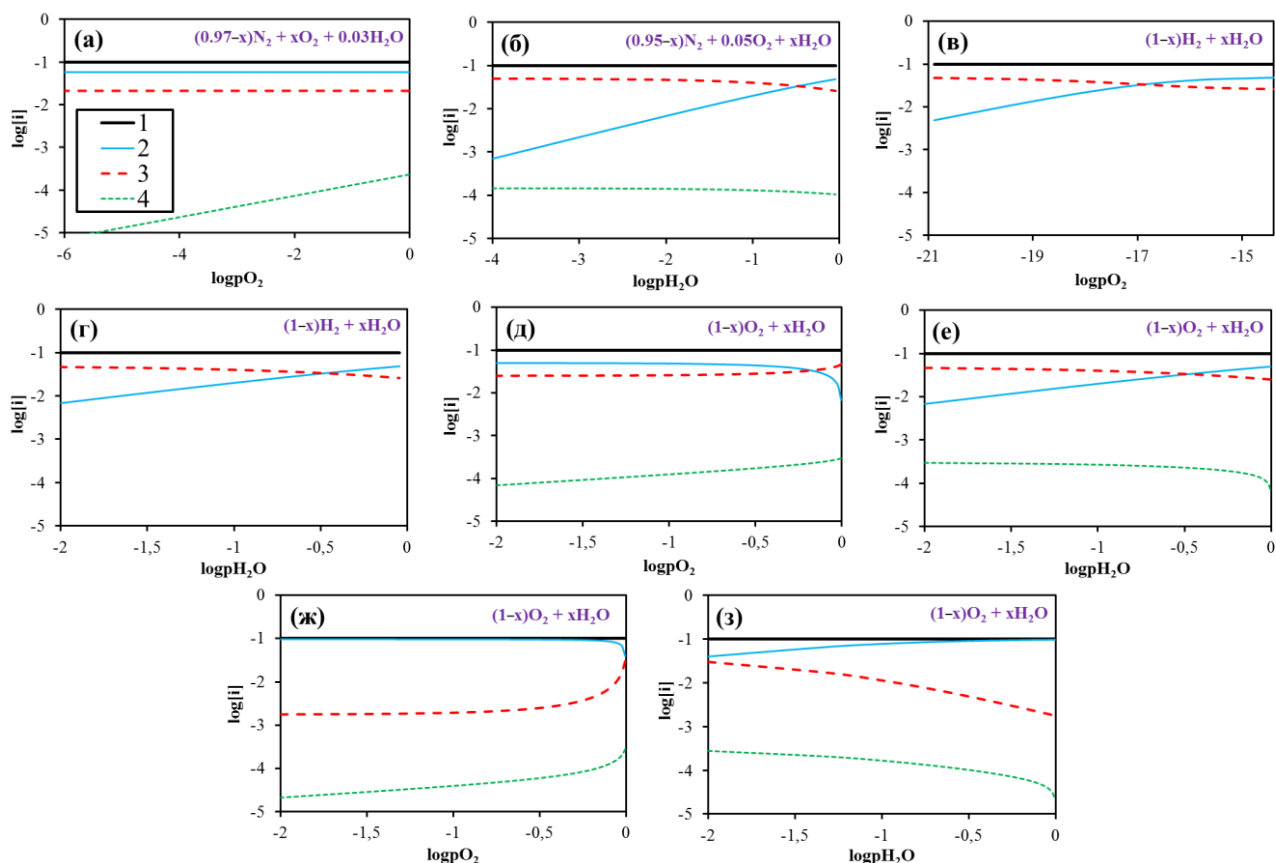 (а)
(0.97–x)N₂ + xO₂ + 0.03H₂O
0
-1
-2
-3
-4
-5
log[i]
1
2
3
4
-6
-4
-2
0
logpO₂
(б)
(0.95–x)N₂ + 0.05O₂ + xH₂O
0
-1
-2
-3
-4
-5
log[i]
-4
-3
-2
-1
0
logpH₂O
(в)
(1–x)H₂ + xH₂O
0
-1
-2
-3
-4
-5
log[i]
-21
-19
-17
-15
logpO₂
(г)
(1–x)H₂ + xH₂O
0
-1
-2
-3
-4
-5
log[i]
-2
-1,5
-1
-0,5
0
logpH₂O
(д)
(1–x)O₂ + xH₂O
0
-1
-2
-3
-4
-5
log[i]
-2
-1,5
-1
-0,5
0
logpO₂
(е)
(1–x)O₂ + xH₂O
0
-1
-2
-3
-4
-5
log[i]
-2
-1,5
-1
-0,5
0
logpH₂O
(ж)
(1–x)O₂ + xH₂O
0
-1
-2
-3
-4
-5
log[i]
-2
-1,5
-1
-0,5
0
logpO₂
(з)
(1–x)O₂ + xH₂O
0
-1
-2
-3
-4
-5
log[i]
-2
-1,5
-1
-0,5
0
logpH₂O